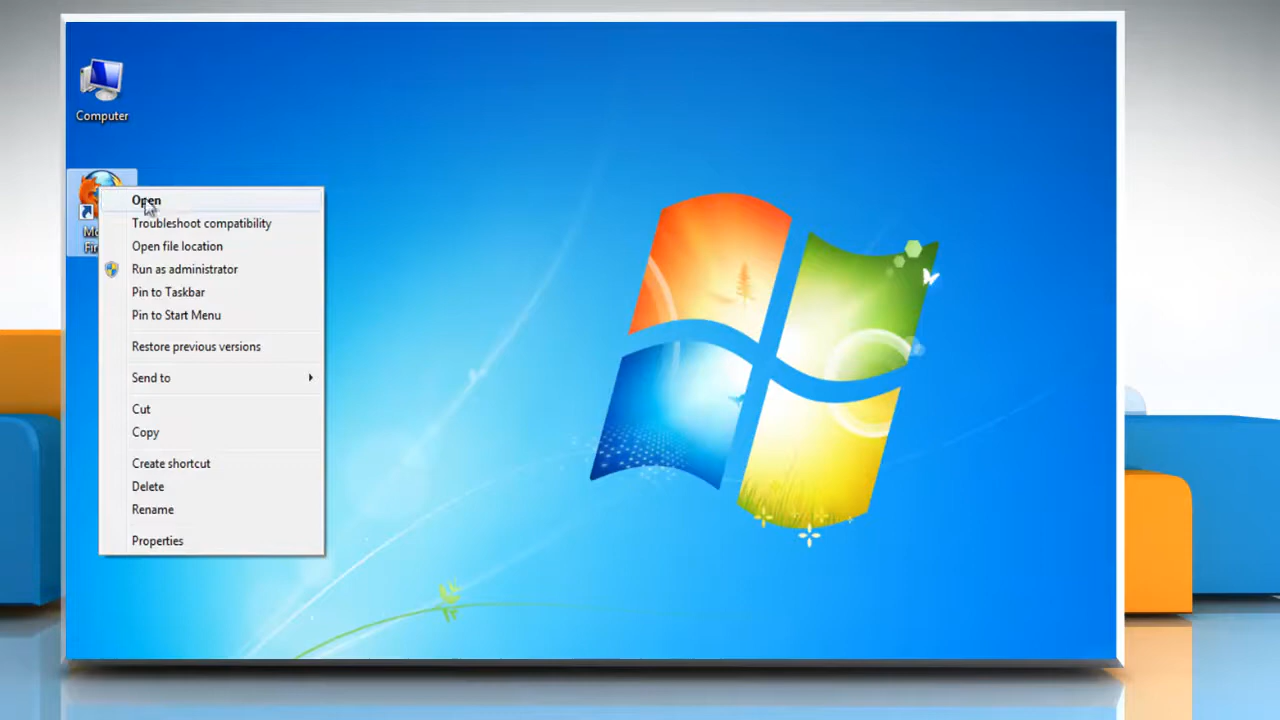 Computer
Open
Troubleshoot compatibility
Open file location
Run as administrator
Pin to Taskbar
Pin to Start Menu
Restore previous versions
Send to
Cut
Copy
Create shortcut
Delete
Rename
Properties